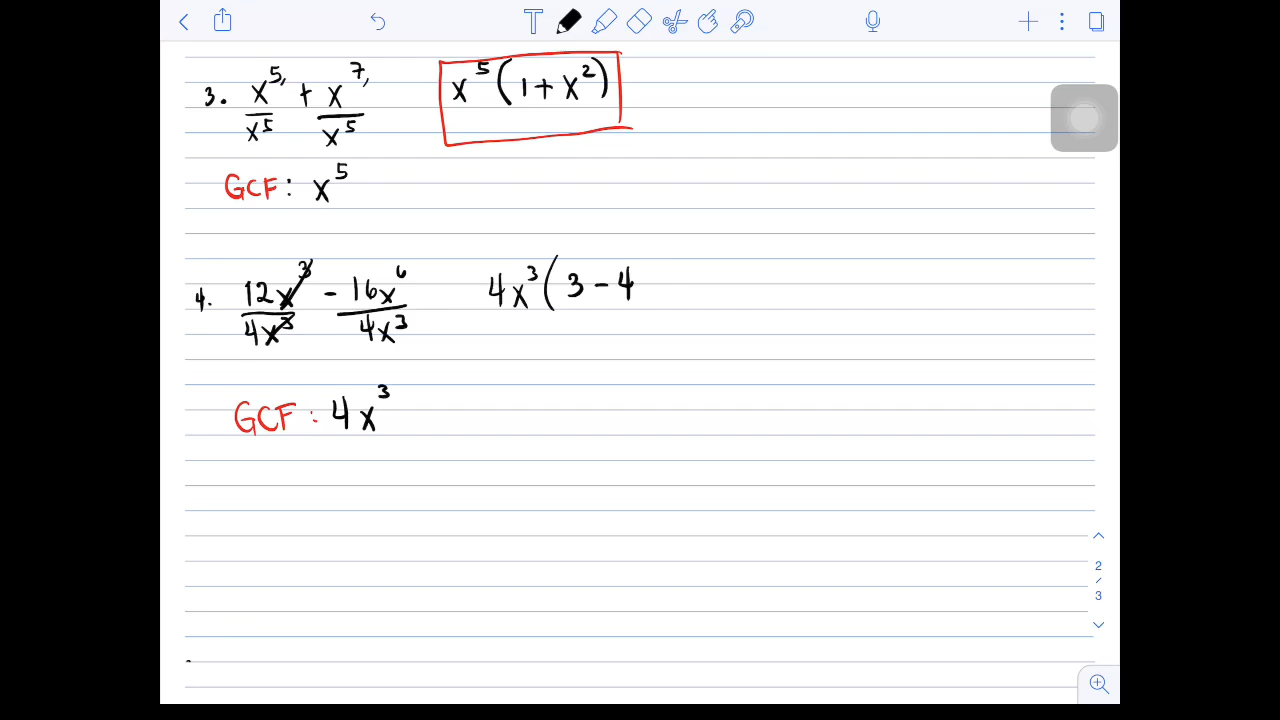 3. x⁵/x⁵ + x⁷/x⁵ x⁵(1 + x²)
GCF: x⁵
4. 12x³/4x³ - 16x⁶/4x³ 4x³(3 - 4
GCF: 4x³
2
/
3